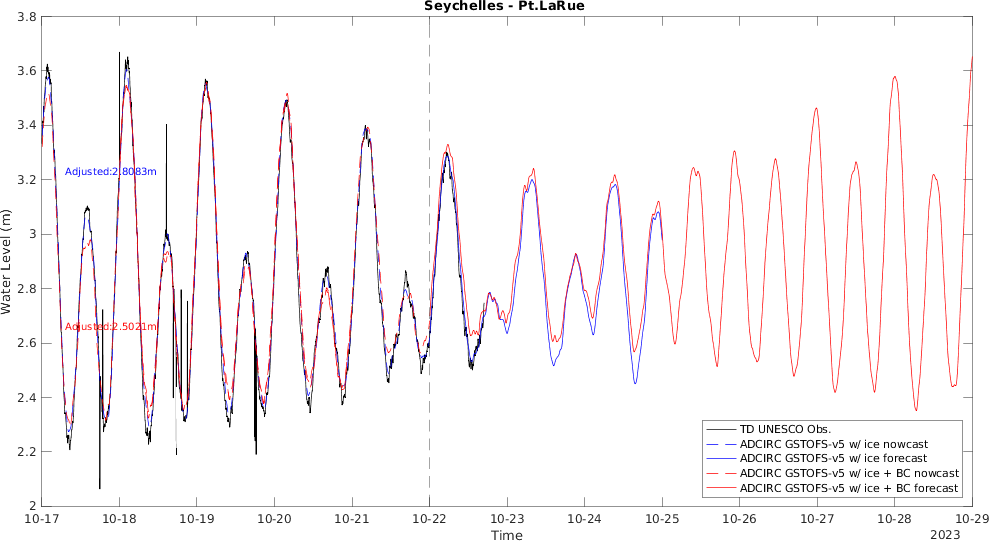 Seychelles - Pt.LaRue
3.8
3.6
3.4
3.2
3
2.8
2.6
2.4
2.2
2
Water Level (m)
Adjusted:2.8083m
Adjusted:2.5021m
TD UNESCO Obs.
ADCIRC GSTOFS-v5 w/ ice nowcast
ADCIRC GSTOFS-v5 w/ ice forecast
ADCIRC GSTOFS-v5 w/ ice + BC nowcast
ADCIRC GSTOFS-v5 w/ ice + BC forecast
10-17 10-18 10-19 10-20 10-21 10-22 10-23 10-24 10-25 10-26 10-27 10-28 10-29
Time
2023